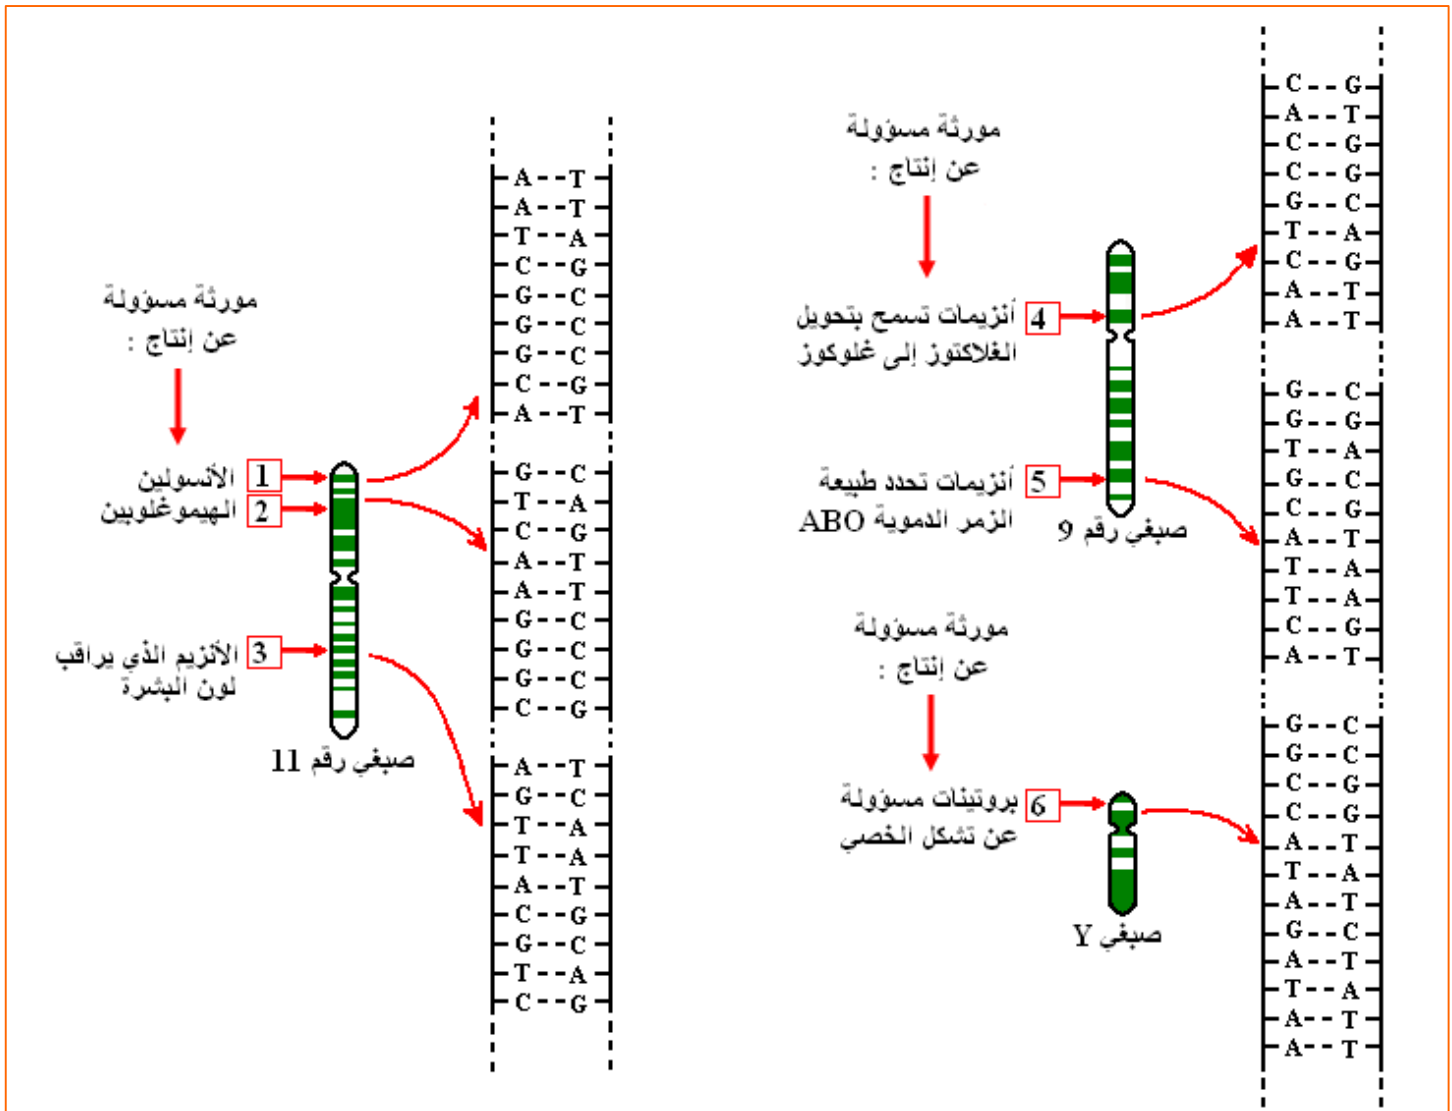 مورثة مسؤولة
عن إنتاج :
1 الأنسولين
2 الهيموغلوبين
3 الأنزيم الذي يراقب
لون البشرة
صبغي رقم 11
A--T
A--T
T--A
C--G
G--C
G--C
G--C
C--G
A--T
G--C
T--A
C--G
A--T
A--T
G--C
G--C
G--C
C--G
A--T
G--C
T--A
T--A
A--T
C--G
G--C
T--A
C--G
مورثة مسؤولة
عن إنتاج :
4 أنزيمات تسمح بتحويل
الغلاكتوز إلى غلوكوز
5 أنزيمات تحدد طبيعة
الزمر الدموية ABO
صبغي رقم 9
مورثة مسؤولة
عن إنتاج :
6 بروتينات مسؤولة
عن تشكل الخصي
صبغي Y
C--G
A--T
C--G
C--G
G--C
T--A
C--G
A--T
A--T
G--C
G--G
T--A
G--C
C--G
A--T
T--A
T--A
C--G
A--T
G--C
G--C
C--G
C--G
A--T
T--A
A--T
G--C
A--T
T--A
A--T
A--T